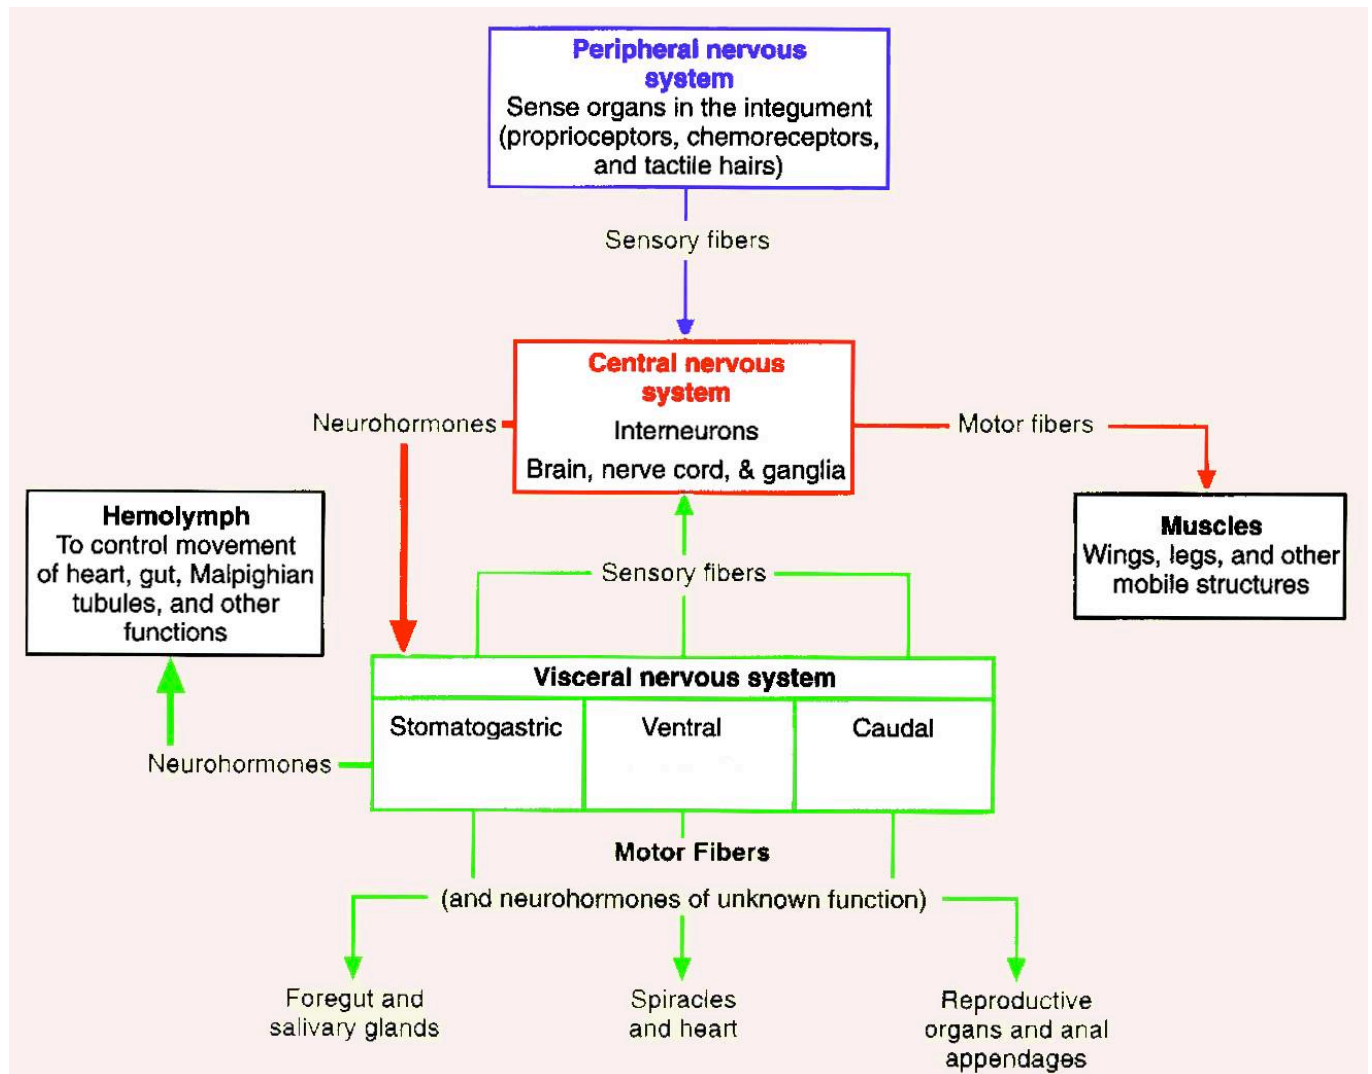 Peripheral nervous
system
Sense organs in the integument
(proprioceptors, chemoreceptors,
and tactile hairs)
Sensory fibers
Central nervous
system
Interneurons
Brain, nerve cord, & ganglia
Neurohormones
Motor fibers
Hemolymph
To control movement
of heart, gut, Malpighian
tubules, and other
functions
Muscles
Wings, legs, and other
mobile structures
Sensory fibers
Visceral nervous system
Stomatogastric
Ventral
Caudal
Neurohormones
Motor Fibers
(and neurohormones of unknown function)
Foregut and
salivary glands
Spiracles
and heart
Reproductive
organs and anal
appendages